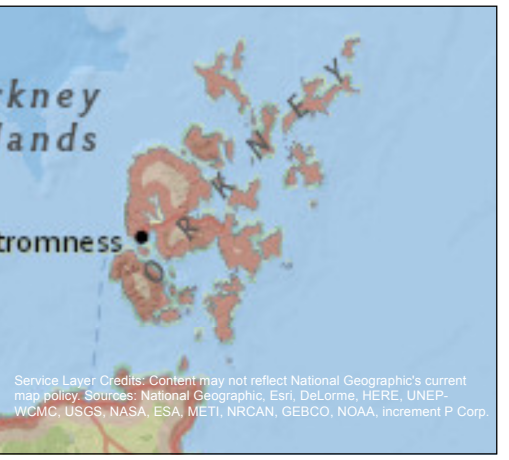 rkney
lands
ORKNEY
tromness
Service Layer Credits: Content may not reflect National Geographic's current
map policy. Sources: National Geographic, Esri, DeLorme, HERE, UNEP-
WCMC, USGS, NASA, ESA, METI, NRCAN, GEBCO, NOAA, increment P Corp.